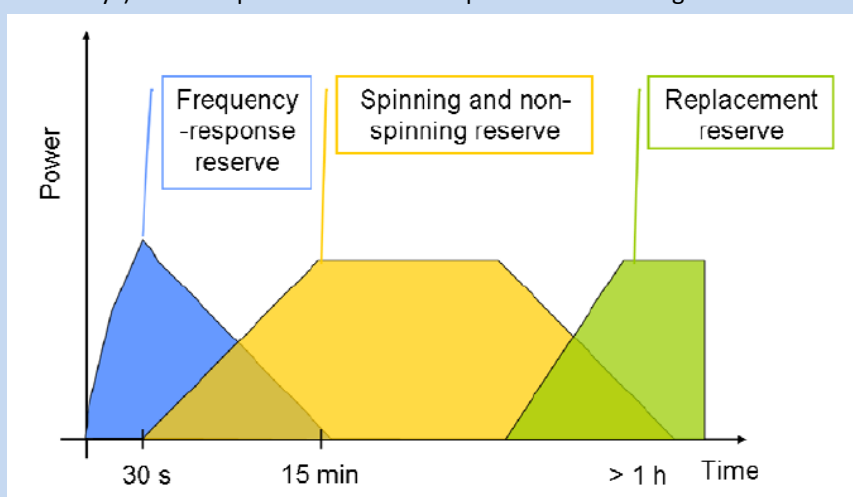 Frequency
-response
reserve
Spinning and non-
spinning reserve
Replacement
reserve
Power
30 s
15 min
> 1 h
Time